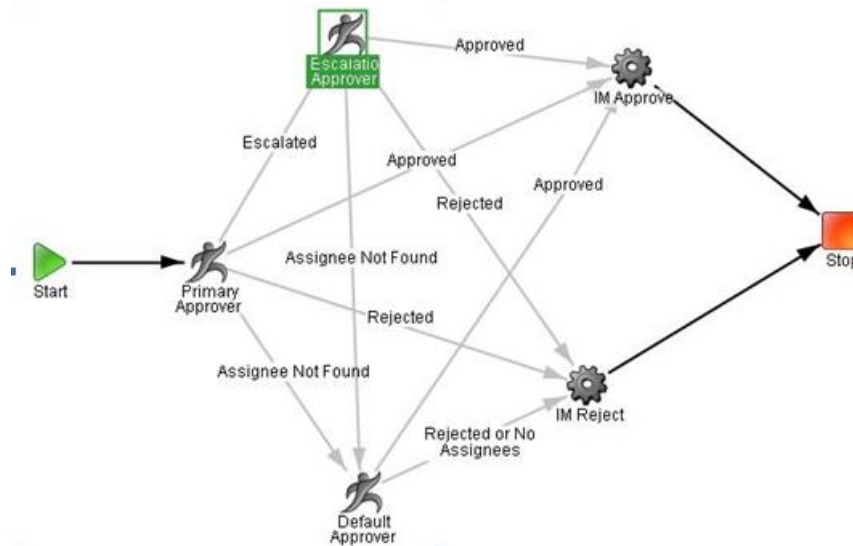 Approved
Escalatio
Approver
IM Approve
Escalated
Approved
Approved
Rejected
Assignee Not Found
Start
Primary
Approver
Stop
Rejected
Assignee Not Found
IM Reject
Rejected or No
Assignees
Default
Approver